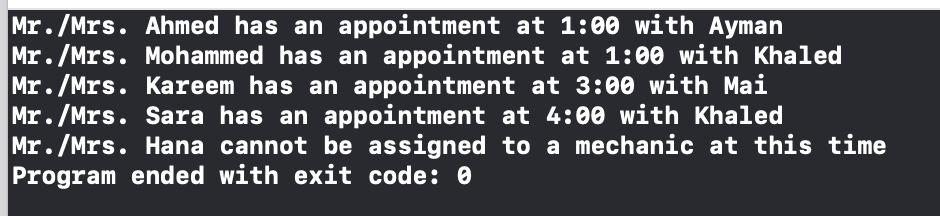 Mr./Mrs. Ahmed has an appointment at 1:00 with Ayman
Mr./Mrs. Mohammed has an appointment at 1:00 with Khaled
Mr./Mrs. Kareem has an appointment at 3:00 with Mai
Mr./Mrs. Sara has an appointment at 4:00 with Khaled
Mr./Mrs. Hana cannot be assigned to a mechanic at this time
Program ended with exit code: 0